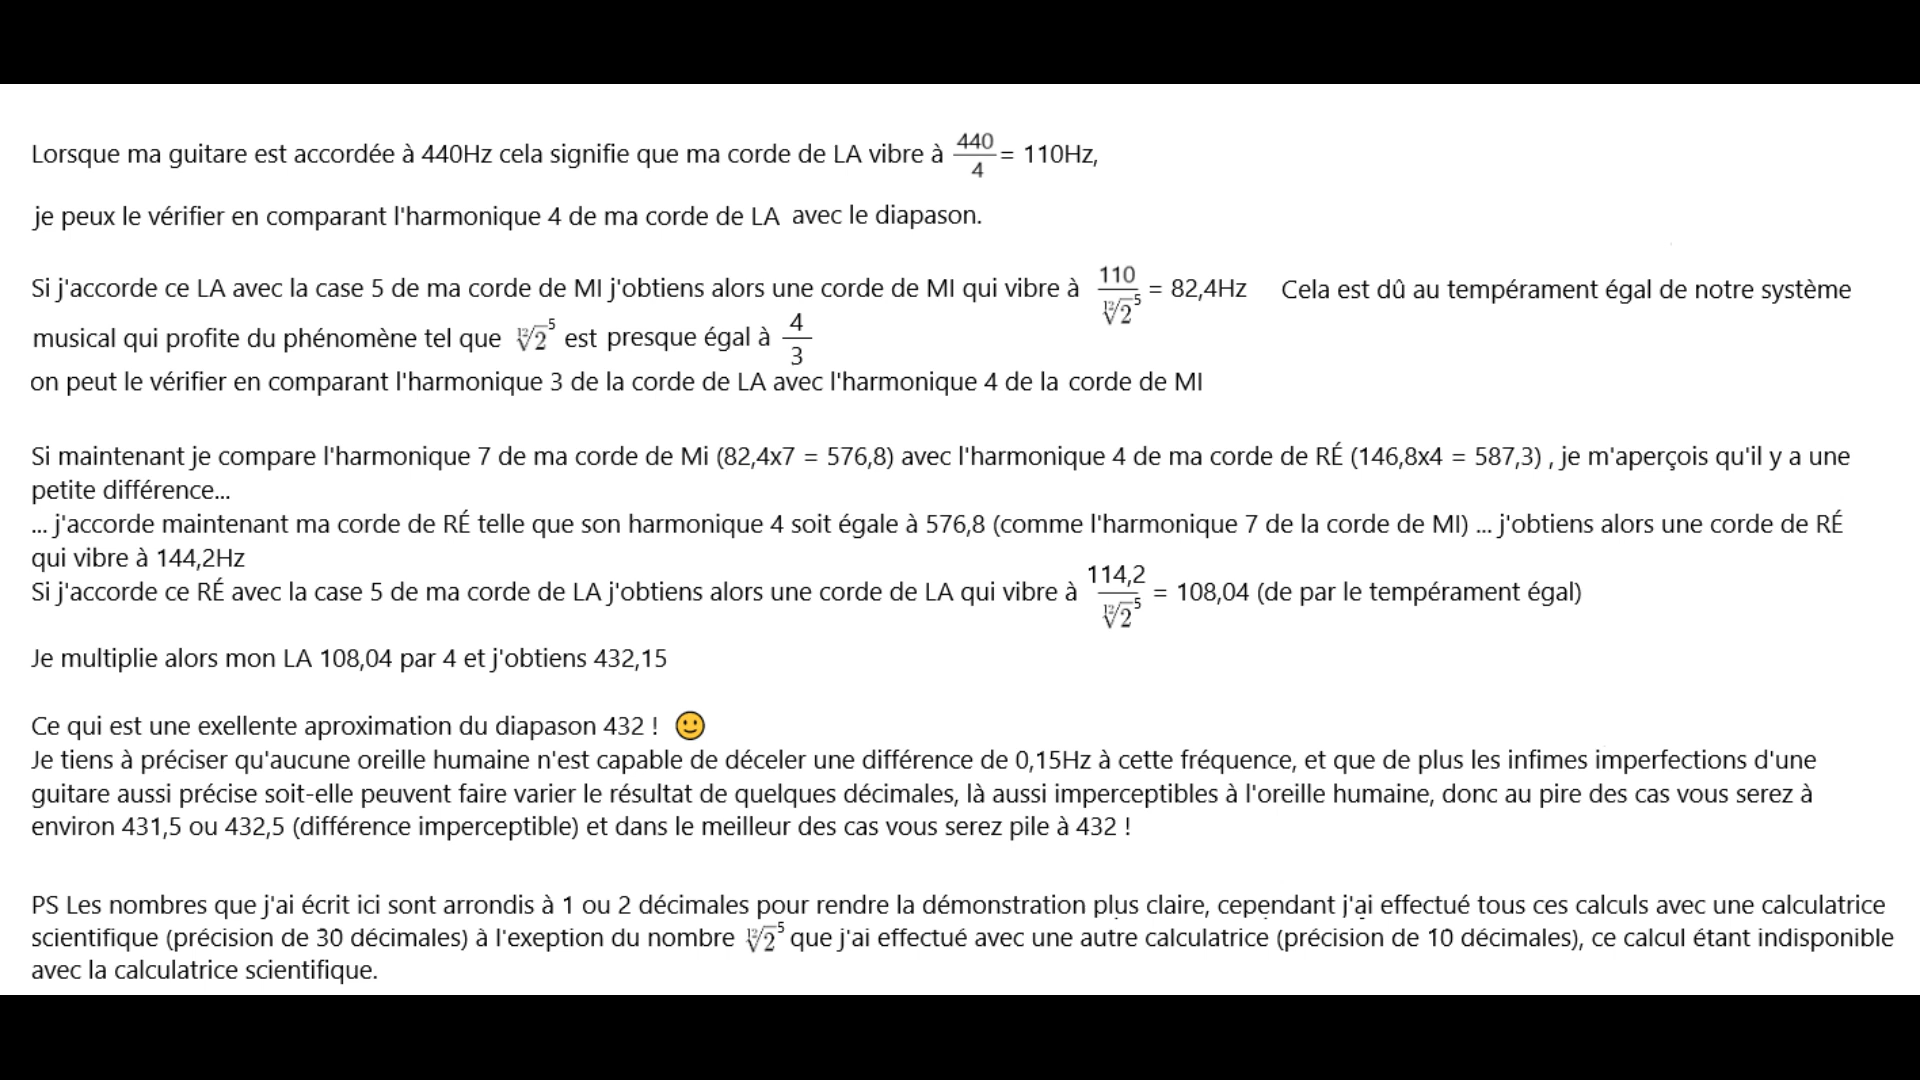 Lorsque ma guitare est accordée à 440Hz cela signifie que ma corde de LA vibre à 440/4 = 110Hz,
je peux le vérifier en comparant l'harmonique 4 de ma corde de LA avec le diapason.
Si j'accorde ce LA avec la case 5 de ma corde de MI j'obtiens alors une corde de MI qui vibre à 110/¹²√2⁵ = 82,4Hz Cela est dû au tempérament égal de notre système
musical qui profite du phénomène tel que ¹²√2⁵ est presque égal à 4/3
on peut le vérifier en comparant l'harmonique 3 de la corde de LA avec l'harmonique 4 de la corde de MI
Si maintenant je compare l'harmonique 7 de ma corde de Mi (82,4x7 = 576,8) avec l'harmonique 4 de ma corde de RÉ (146,8x4 = 587,3) , je m'aperçois qu'il y a une
petite différence...
... j'accorde maintenant ma corde de RÉ telle que son harmonique 4 soit égale à 576,8 (comme l'harmonique 7 de la corde de MI) ... j'obtiens alors une corde de RÉ
qui vibre à 144,2Hz
Si j'accorde ce RÉ avec la case 5 de ma corde de LA j'obtiens alors une corde de LA qui vibre à 114,2/¹²√2⁵ = 108,04 (de par le tempérament égal)
Je multiplie alors mon LA 108,04 par 4 et j'obtiens 432,15
Ce qui est une exellente aproximation du diapason 432 ! 🙂
Je tiens à préciser qu'aucune oreille humaine n'est capable de déceler une différence de 0,15Hz à cette fréquence, et que de plus les infimes imperfections d'une
guitare aussi précise soit-elle peuvent faire varier le résultat de quelques décimales, là aussi imperceptibles à l'oreille humaine, donc au pire des cas vous serez à
environ 431,5 ou 432,5 (différence imperceptible) et dans le meilleur des cas vous serez pile à 432 !
PS Les nombres que j'ai écrit ici sont arrondis à 1 ou 2 décimales pour rendre la démonstration plus claire, cependant j'ai effectué tous ces calculs avec une calculatrice
scientifique (précision de 30 décimales) à l'exeption du nombre ¹²√2⁵ que j'ai effectué avec une autre calculatrice (précision de 10 décimales), ce calcul étant indisponible
avec la calculatrice scientifique.